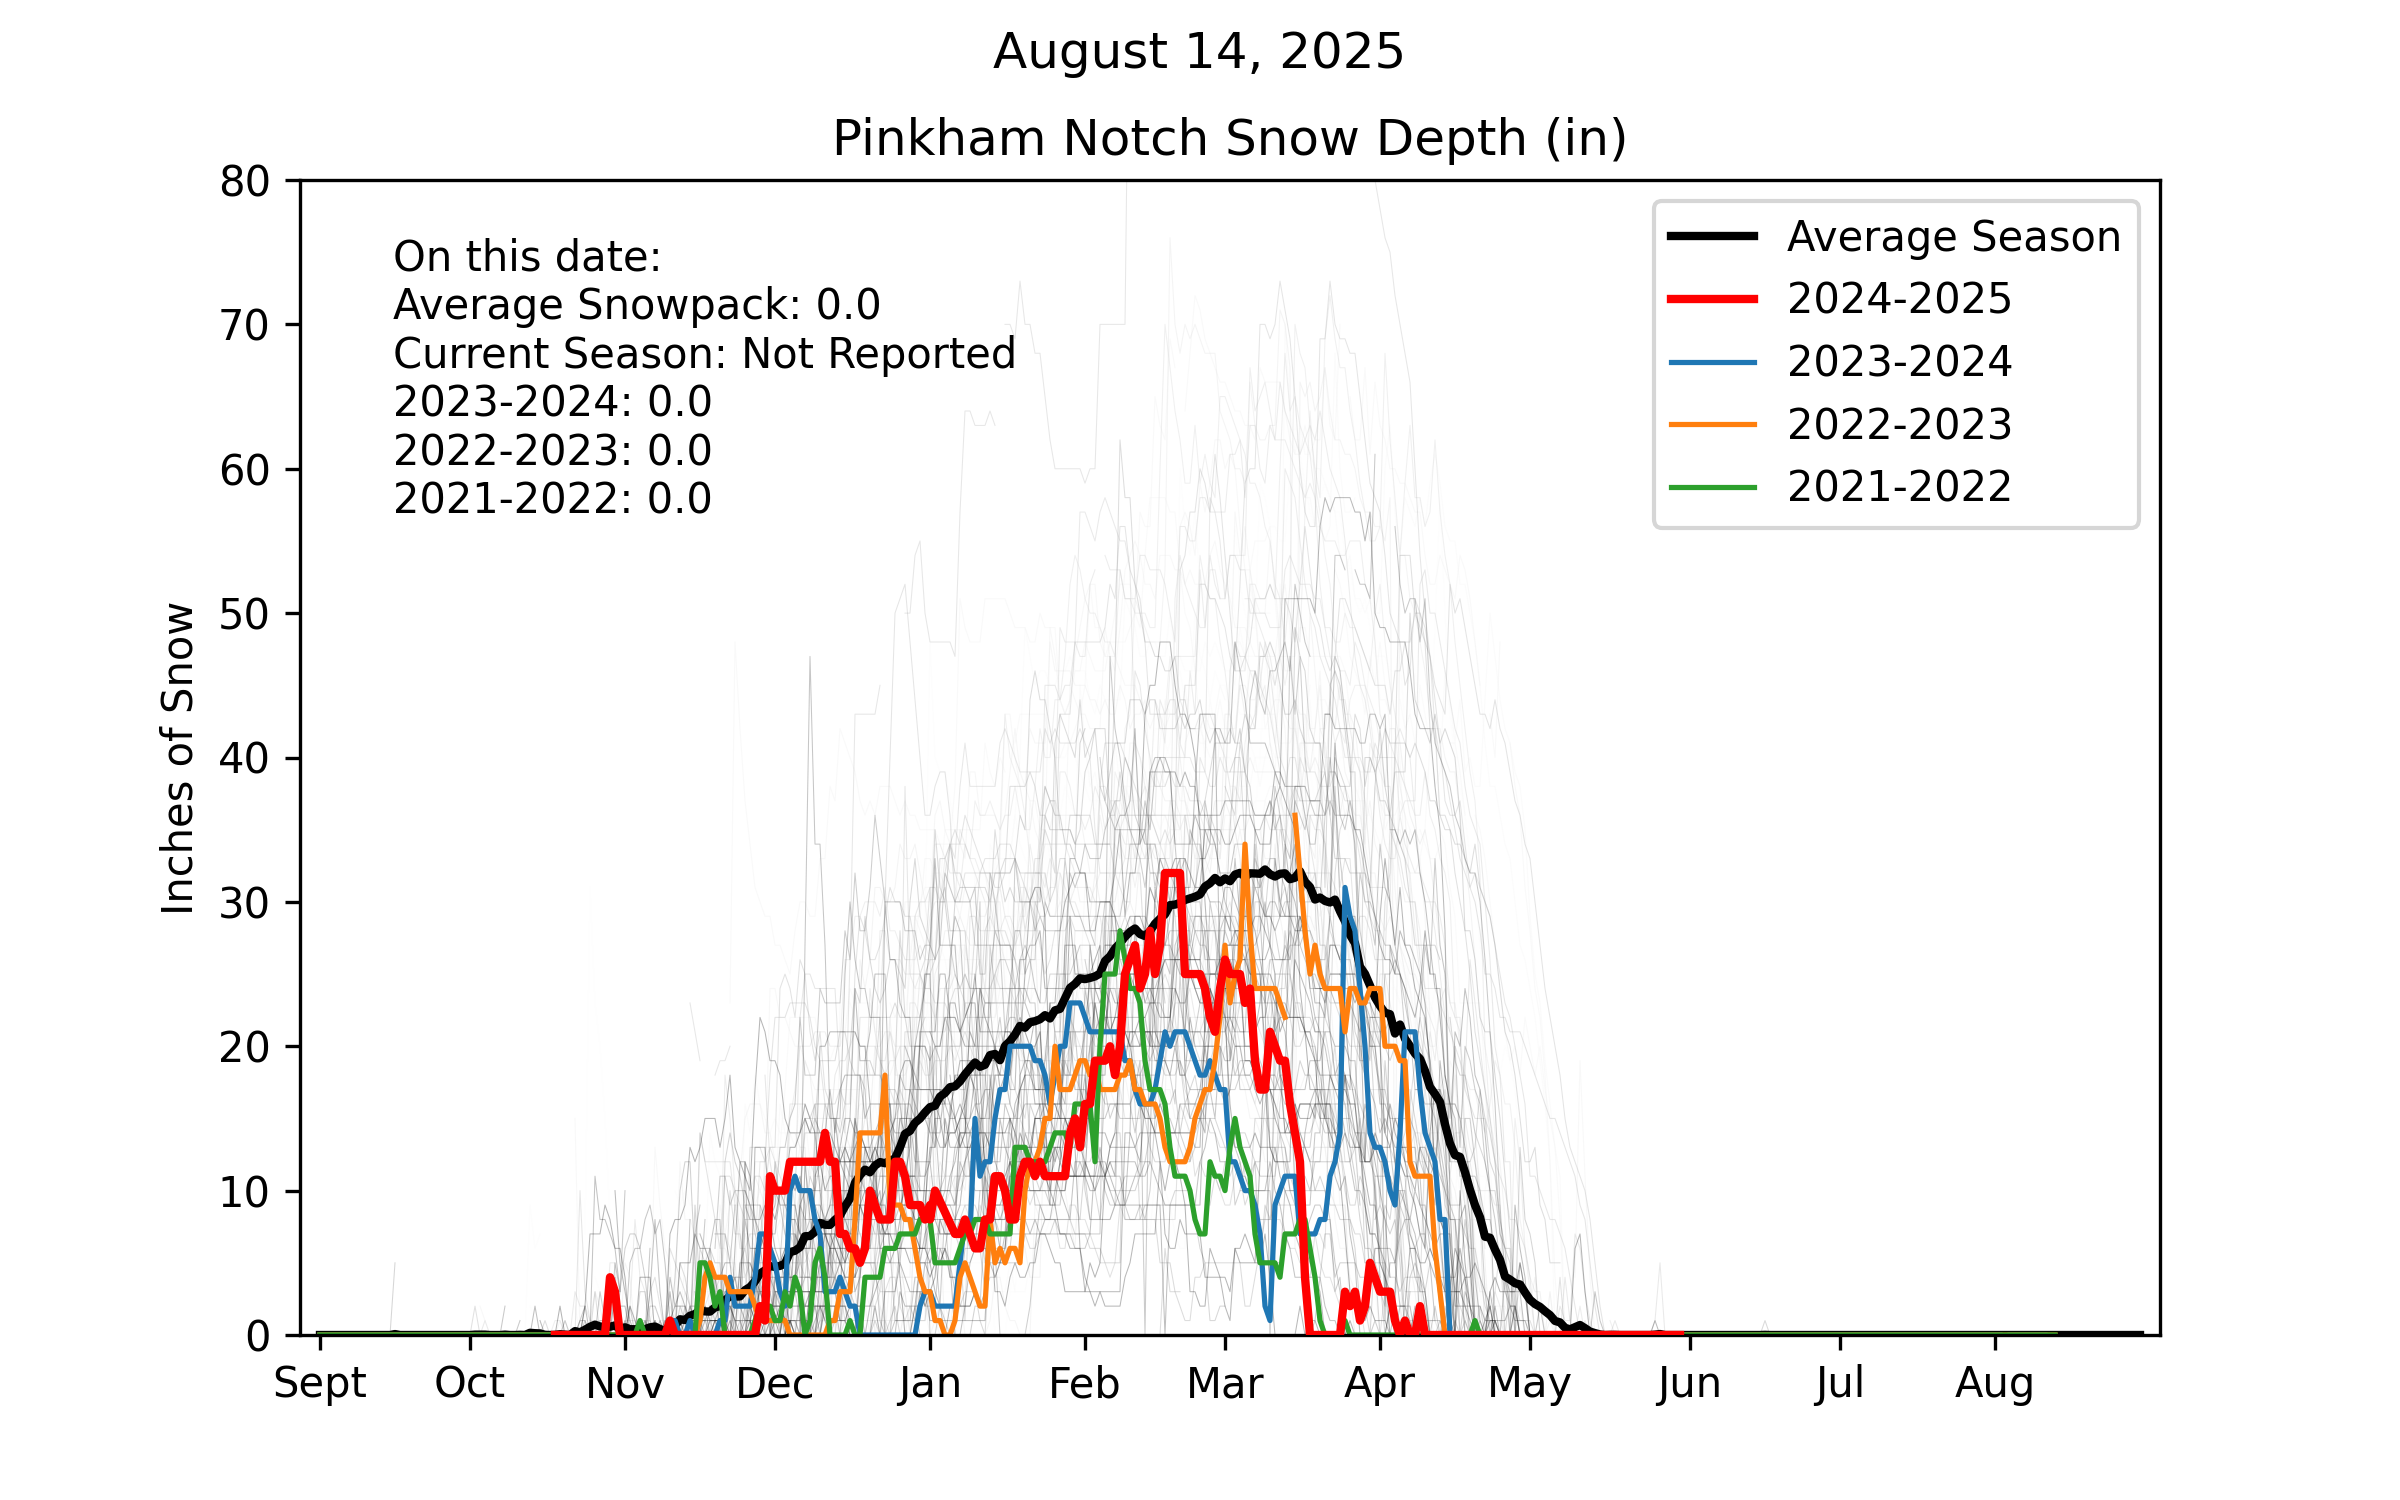 August 14, 2025
Pinkham Notch Snow Depth (in)
80
70
60
50
40
30
20
10
0
Inches of Snow
On this date:
Average Snowpack: 0.0
Current Season: Not Reported
2023-2024: 0.0
2022-2023: 0.0
2021-2022: 0.0
Average Season
2024-2025
2023-2024
2022-2023
2021-2022
Sept Oct Nov Dec Jan Feb Mar Apr May Jun Jul Aug